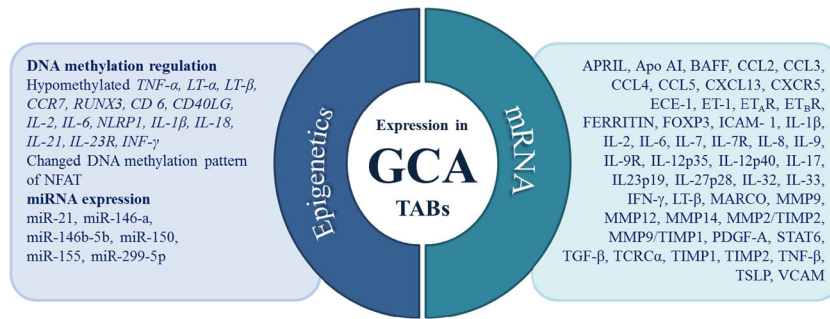 DNA methylation regulation
Hypomethylated TNF-α, LT-α, LT-β,
CCR7, RUNX3, CD 6, CD40LG,
IL-2, IL-6, NLRP1, IL-1β, IL-18,
IL-21, IL-23R, INF-γ
Changed DNA methylation pattern
of NFAT
miRNA expression
miR-21, miR-146-a,
miR-146b-5b, miR-150,
miR-155, miR-299-5p
Epigenetics
Expression in
GCA
TABs
mRNA
APRIL, Apo AI, BAFF, CCL2, CCL3,
CCL4, CCL5, CXCL13, CXCR5,
ECE-1, ET-1, ETAR, ETBR,
FERRITIN, FOXP3, ICAM- 1, IL-1β,
IL-2, IL-6, IL-7, IL-7R, IL-8, IL-9,
IL-9R, IL-12p35, IL-12p40, IL-17,
IL23p19, IL-27p28, IL-32, IL-33,
IFN-γ, LT-β, MARCO, MMP9,
MMP12, MMP14, MMP2/TIMP2,
MMP9/TIMP1, PDGF-A, STAT6,
TGF-β, TCRCα, TIMP1, TIMP2, TNF-β,
TSLP, VCAM